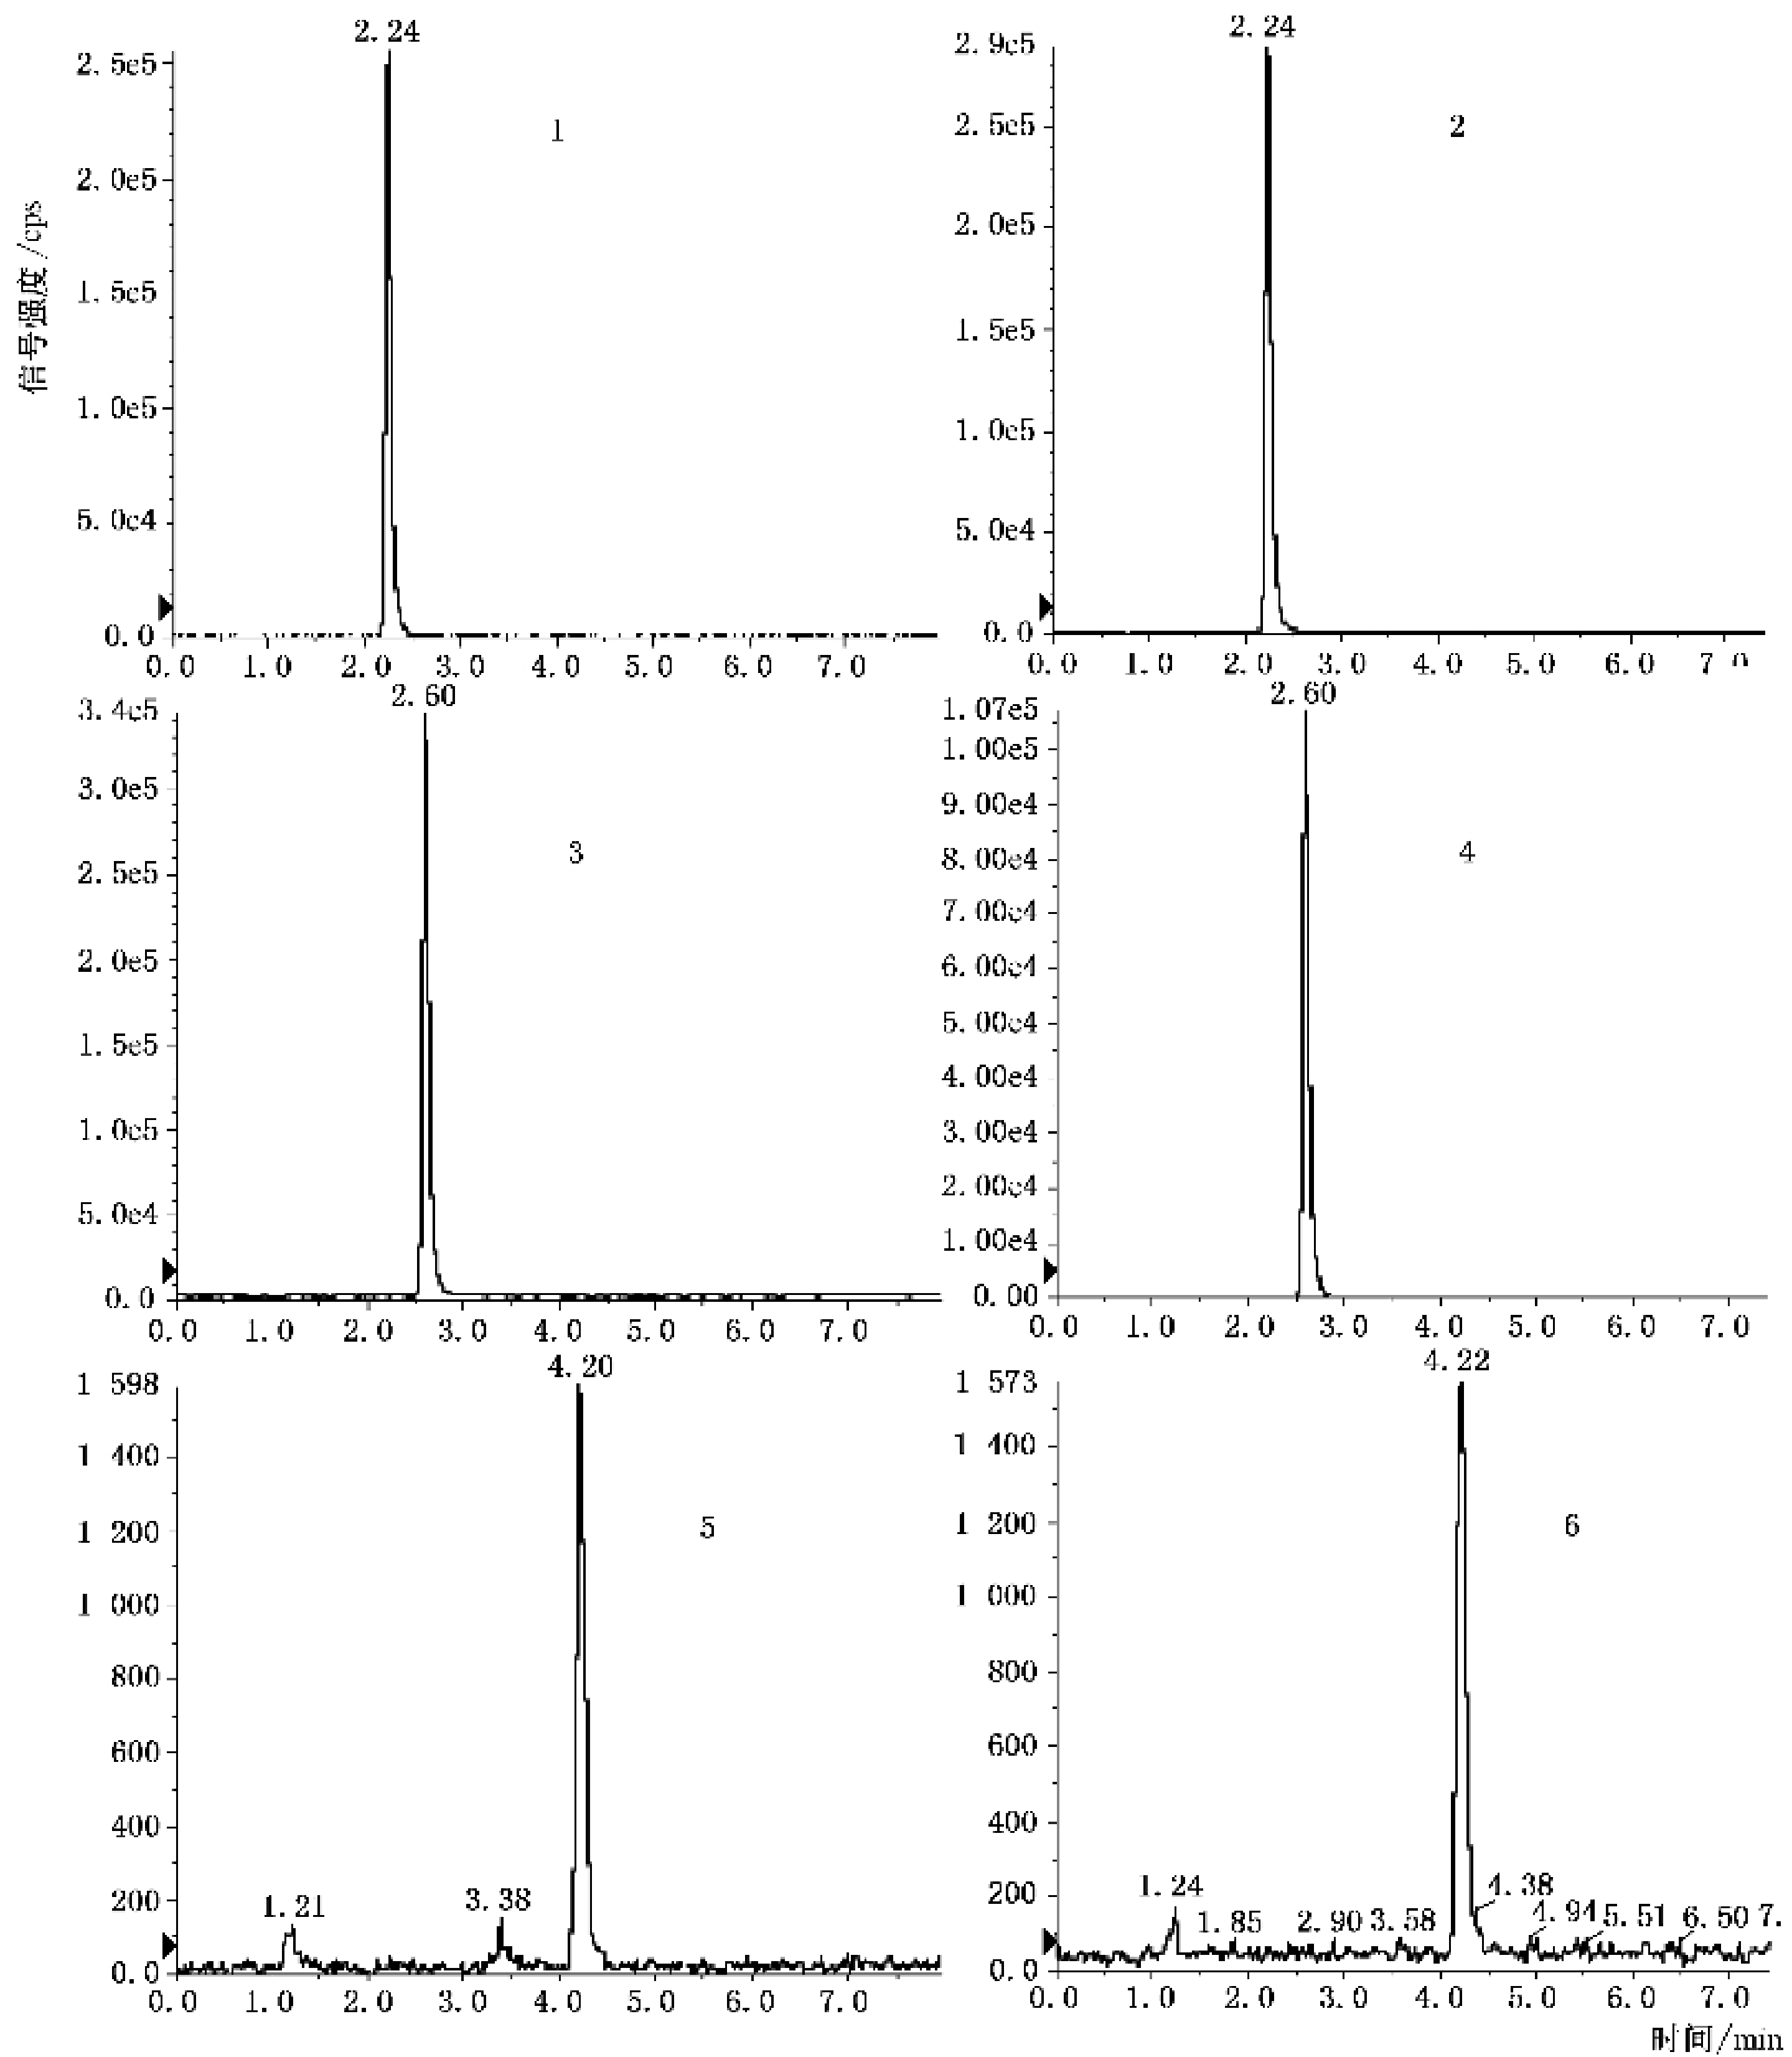 信号强度/cps
2.24
2.5e5
2.0e5
1.5e5
1.0e5
5.0e4
0.0
1
0.0 1.0 2.0 3.0 4.0 5.0 6.0 7.0
2.24
2.9e5
2.5e5
2.0e5
1.5e5
1.0e5
5.0e4
0.0
2
0.0 1.0 2.0 3.0 4.0 5.0 6.0 7.0
2.60
3.4e5
3.0e5
2.5e5
2.0e5
1.5e5
1.0e5
5.0e4
0.0
3
0.0 1.0 2.0 3.0 4.0 5.0 6.0 7.0
2.60
1.07e5
1.00e5
9.00e4
8.00e4
7.00e4
6.00e4
5.00e4
4.00e4
3.00e4
2.00e4
1.00e4
0.00
4
0.0 1.0 2.0 3.0 4.0 5.0 6.0 7.0
4.20
1 598
1 400
1 200
1 000
800
600
400
200
0.0
5
1.21 3.38
0.0 1.0 2.0 3.0 4.0 5.0 6.0 7.0
4.22
1 573
1 400
1 200
1 000
800
600
400
200
0.0
6
1.24 1.85 2.90 3.58 4.38 4.94 5.51 6.50 7.
0.0 1.0 2.0 3.0 4.0 5.0 6.0 7.0
时间/min